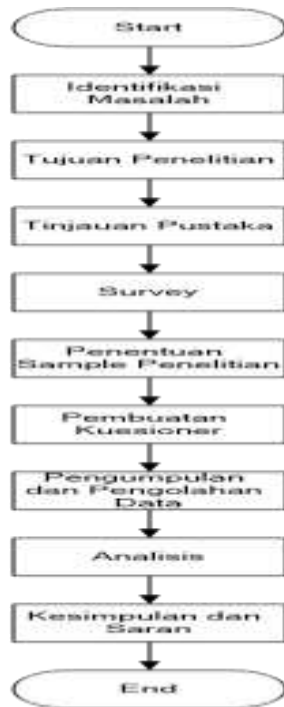 Start
Identifikasi
Masalah
Tujuan Penelitian
Tinjauan Pustaka
Survey
Penentuan
Sample Penelitian
Pembuatan
Kuesioner
Pengumpulan
dan Pengolahan
Data
Analisis
Kesimpulan dan
Saran
End